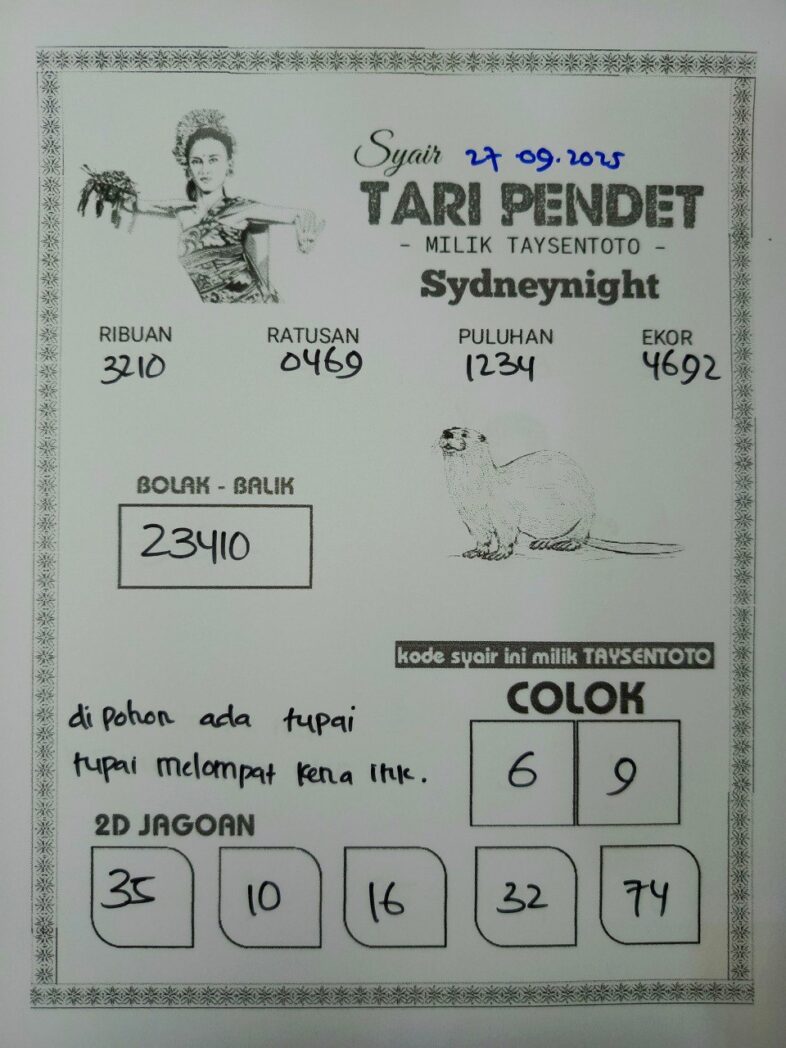 Syair 27 09.2025
TARI PENDET
- MILIK TAYSENTOTO -
Sydneynight
RIBUAN RATUSAN PULUHAN EKOR
3210 0469 1234 4692
BOLAK - BALIK
23410
kode syair ini milik TAYSENTOTO
COLOK
6 9
di pohon ada tupai
tupai melompat kena itik.
2D JAGOAN
35 10 16 32 74